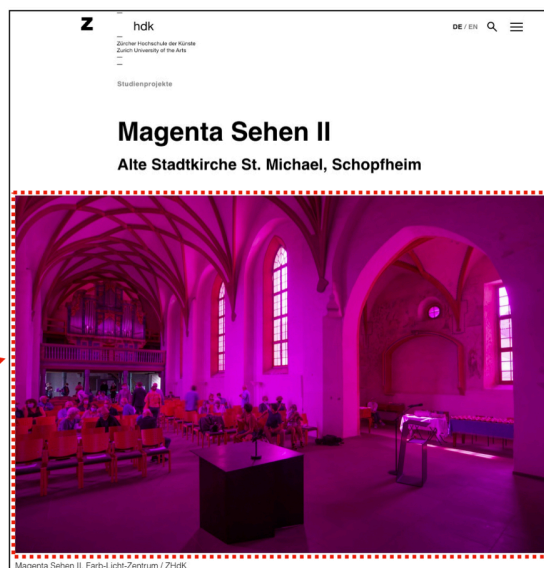 Z
hdk
DE / EN
—
Zürcher Hochschule der Künste
Zurich University of the Arts
—
—
Studienprojekte
Magenta Sehen II
Alte Stadtkirche St. Michael, Schopfheim
Magenta Sehen II, Farb-Licht-Zentrum / ZHdK